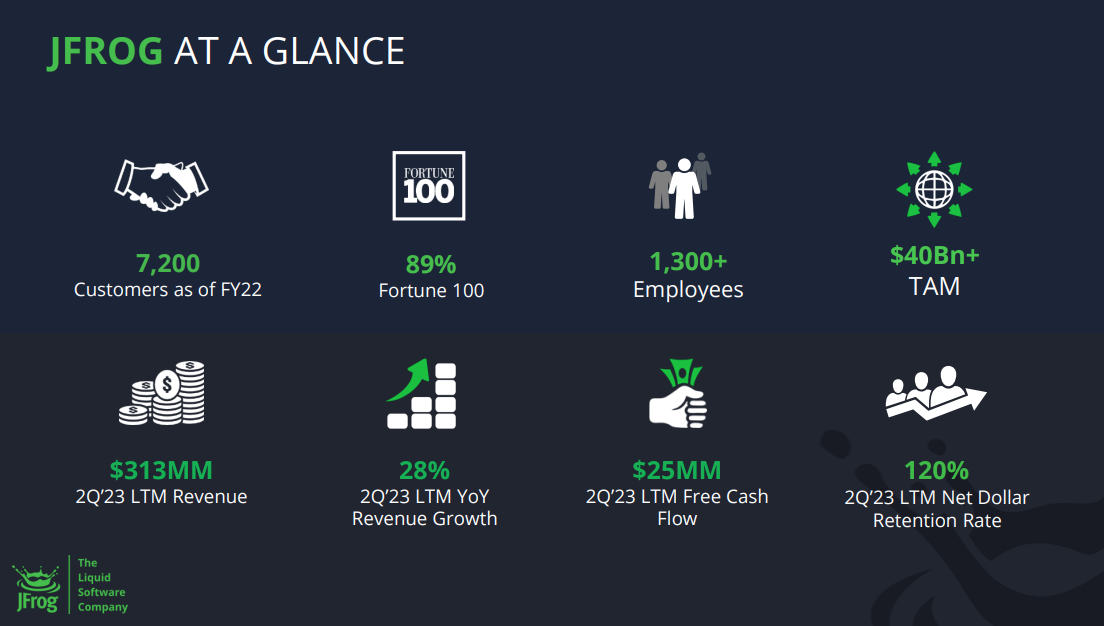 JFROG AT A GLANCE
FORTUNE
100
7,200
Customers as of FY22
89%
Fortune 100
1,300+
Employees
$40Bn+
TAM
$
$
$
$
$313MM
2Q’23 LTM Revenue
28%
2Q’23 LTM YoY
Revenue Growth
$25MM
2Q’23 LTM Free Cash
Flow
120%
2Q’23 LTM Net Dollar
Retention Rate
JFrog
The
Liquid
Software
Company